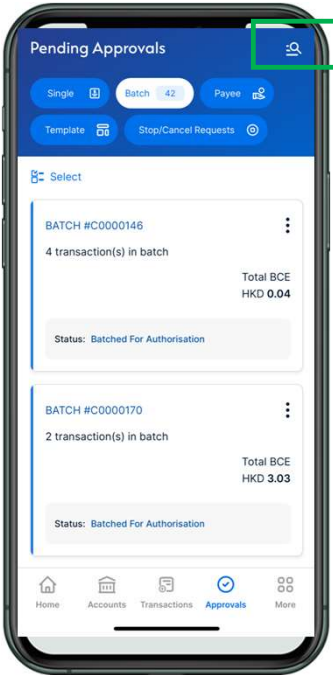 Pending Approvals
Single
Batch 42
Payee
Template
Stop/Cancel Requests
Select
BATCH #C0000146
4 transaction(s) in batch
Total BCE
HKD 0.04
Status: Batched For Authorisation
BATCH #C0000170
2 transaction(s) in batch
Total BCE
HKD 3.03
Status: Batched For Authorisation
Home Accounts Transactions Approvals More